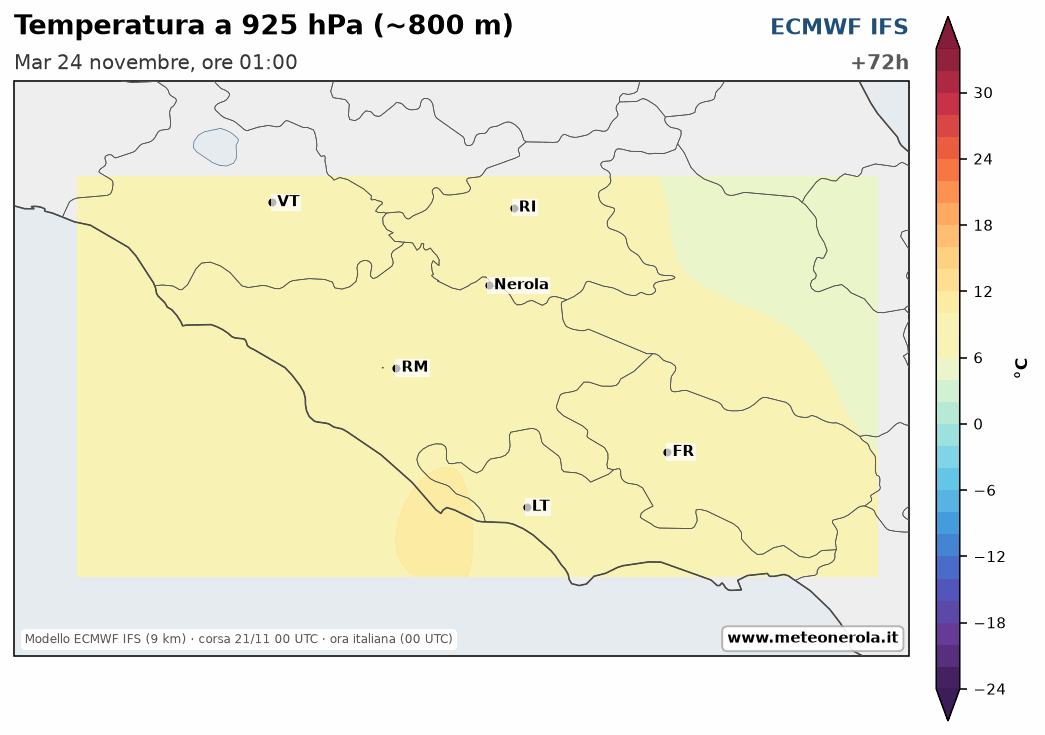 Temperatura a 925 hPa (~800 m)
ECMWF IFS
Mar 24 novembre, ore 01:00
+72h
VT
RI
Nerola
RM
FR
LT
30
24
18
12
6
0
−6
−12
−18
−24
°C
Modello ECMWF IFS (9 km) · corsa 21/11 00 UTC · ora italiana (00 UTC)
www.meteonerola.it